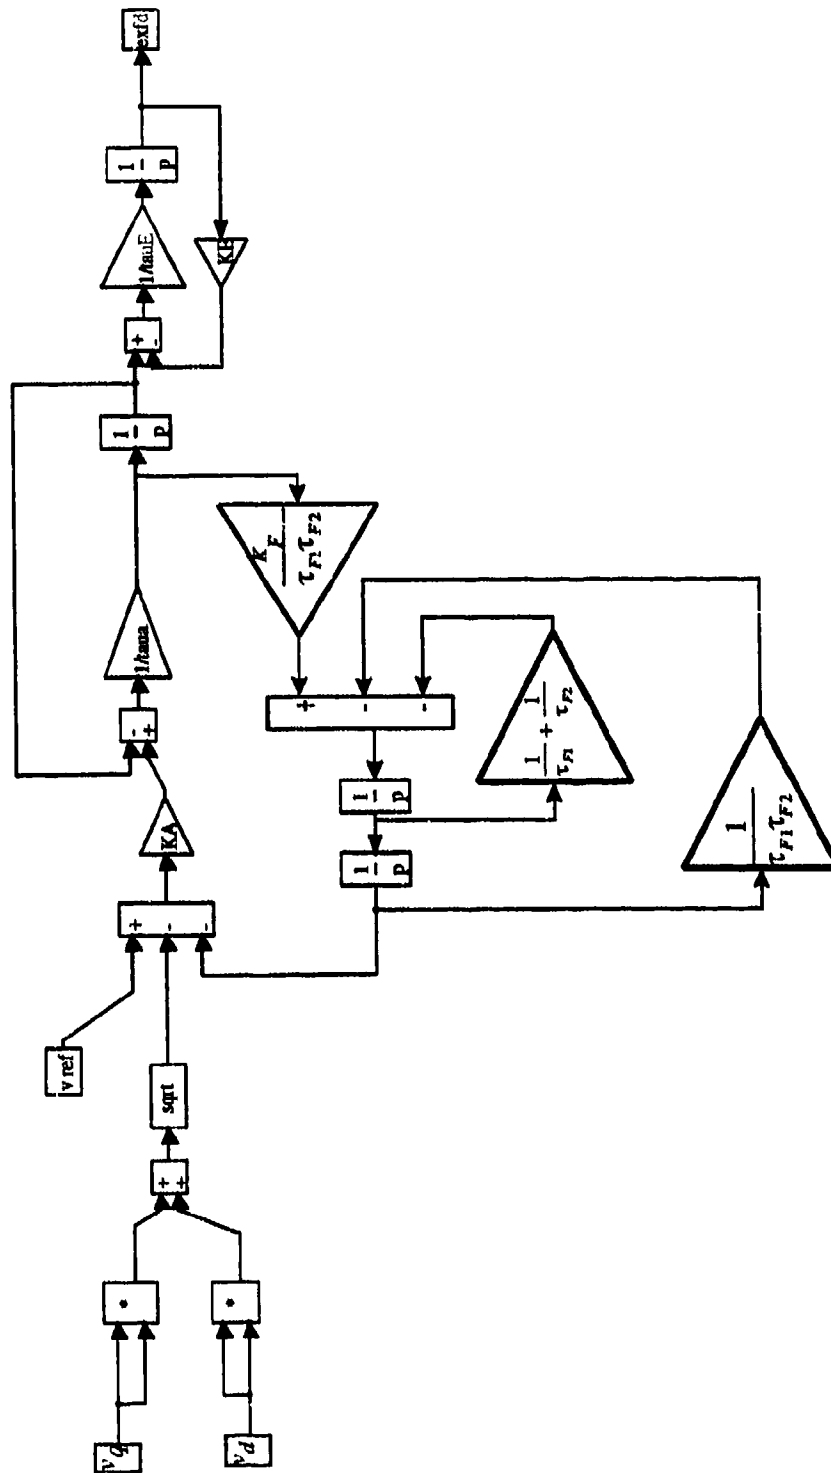 v_q
*
v_d
*
+
+
sqrt
v ref
+
-
-
KA
-
+
1/taua
1/p
+
-
1/tauE
1/p
exfd
KE
K_F / τ_F1 τ_F2
+
-
-
1/p
1/p
1/τ_F1 + 1/τ_F2
1/τ_F1 τ_F2